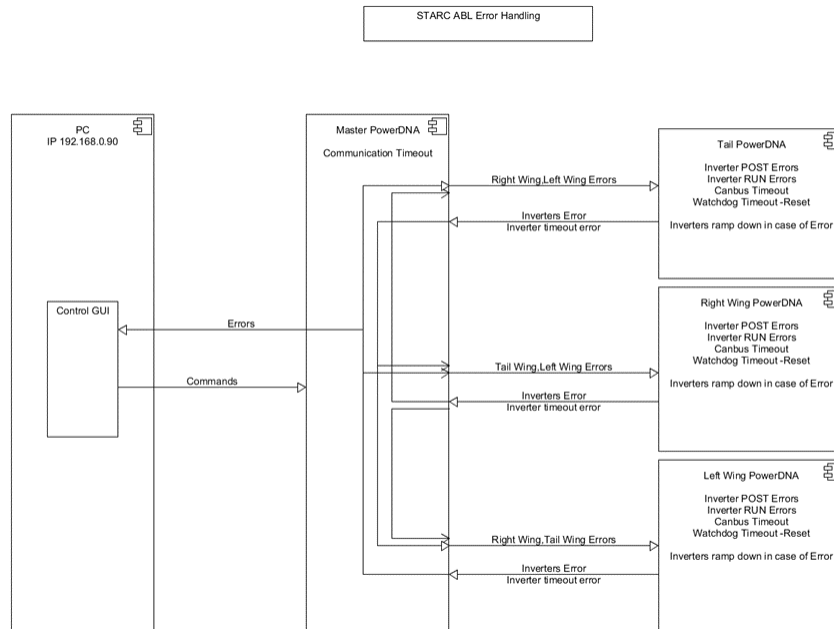 STARC ABL Error Handling
PC
IP 192.168.0.90
Control GUI
Errors
Commands
Master PowerDNA
Communication Timeout
Right Wing,Left Wing Errors
Inverters Error
Inverter timeout error
Tail Wing,Left Wing Errors
Inverters Error
Inverter timeout error
Right Wing,Tail Wing Errors
Inverters Error
Inverter timeout error
Tail PowerDNA
Inverter POST Errors
Inverter RUN Errors
Canbus Timeout
Watchdog Timeout -Reset
Inverters ramp down in case of Error
Right Wing PowerDNA
Inverter POST Errors
Inverter RUN Errors
Canbus Timeout
Watchdog Timeout -Reset
Inverters ramp down in case of Error
Left Wing PowerDNA
Inverter POST Errors
Inverter RUN Errors
Canbus Timeout
Watchdog Timeout -Reset
Inverters ramp down in case of Error